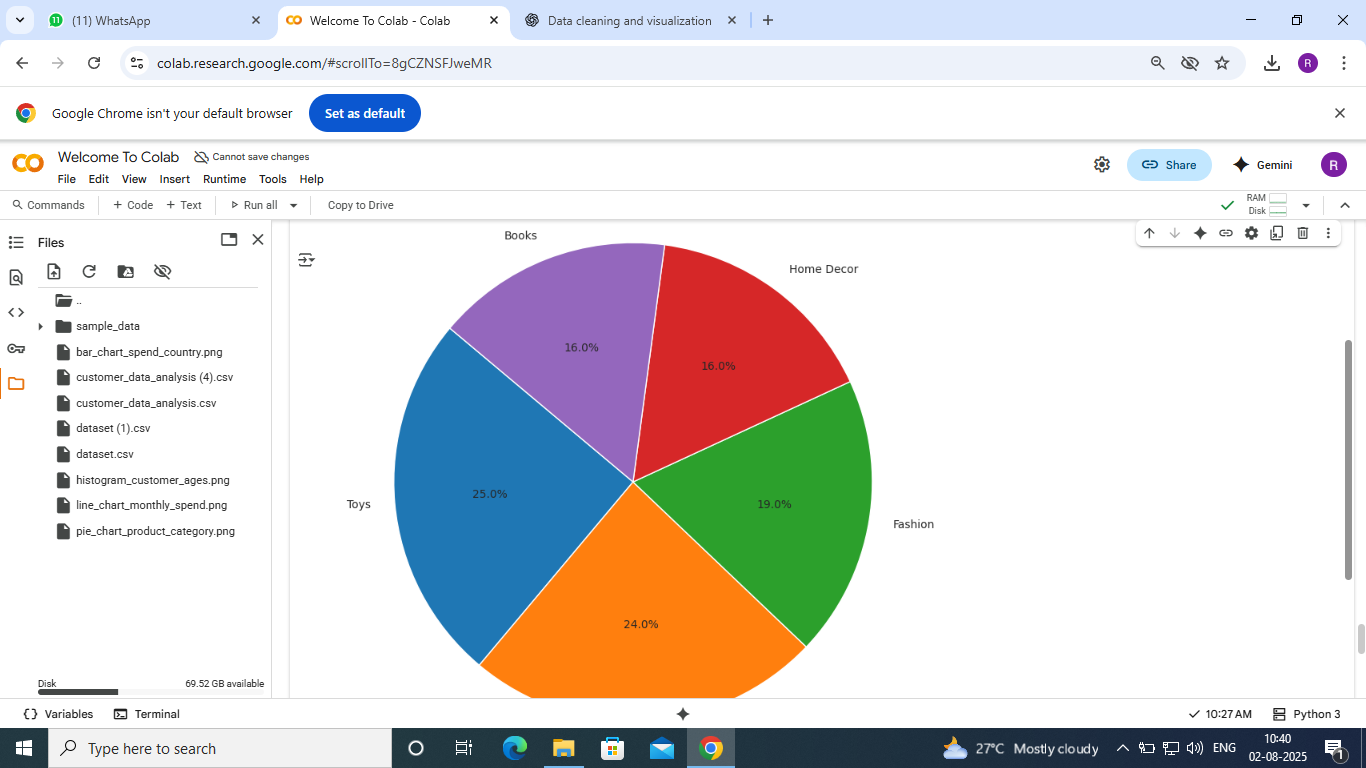 (11) WhatsApp
Welcome To Colab - Colab
Data cleaning and visualization
colab.research.google.com/#scrollTo=8gCZNSFJweMR
R
Google Chrome isn't your default browser
Set as default
Welcome To Colab
Cannot save changes
File Edit View Insert Runtime Tools Help
Share
Gemini
R
Commands
+ Code + Text
Run all
Copy to Drive
RAM
Disk
Files
..
sample_data
bar_chart_spend_country.png
customer_data_analysis (4).csv
customer_data_analysis.csv
dataset (1).csv
dataset.csv
histogram_customer_ages.png
line_chart_monthly_spend.png
pie_chart_product_category.png
Disk
69.52 GB available
Books
Home Decor
16.0%
16.0%
25.0%
Toys
19.0%
Fashion
24.0%
Variables
Terminal
10:27 AM
Python 3
Type here to search
27°C Mostly cloudy
ENG
10:40
02-08-2025
1